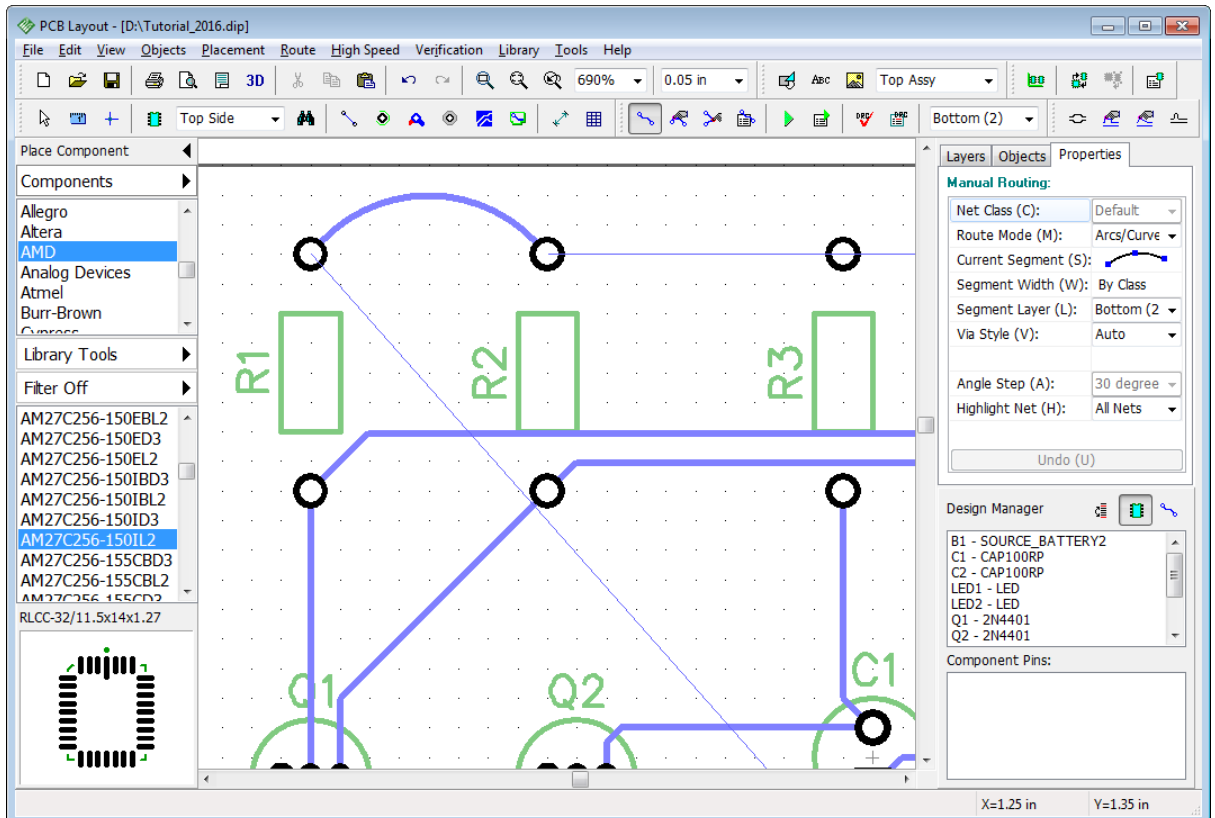 PCB Layout - [D:\Tutorial_2016.dip]
File Edit View Objects Placement Route High Speed Verification Library Tools Help
3D 690% 0.05 in ABC Top Assy
Top Side DRC DRC Bottom (2)
Place Component
Components
Allegro
Altera
AMD
Analog Devices
Atmel
Burr-Brown
Cypress
Library Tools
Filter Off
AM27C256-150EBL2
AM27C256-150ED3
AM27C256-150EL2
AM27C256-150IBD3
AM27C256-150IBL2
AM27C256-150ID3
AM27C256-150IL2
AM27C256-155CBD3
AM27C256-155CBL2
AM27C256-155CD3
RLCC-32/11.5x14x1.27
R1
R2
R3
Q1
Q2
C1
Layers Objects Properties
Manual Routing:
Net Class (C): Default
Route Mode (M): Arcs/Curve
Current Segment (S):
Segment Width (W): By Class
Segment Layer (L): Bottom (2
Via Style (V): Auto
Angle Step (A): 30 degree
Highlight Net (H): All Nets
Undo (U)
Design Manager
B1 - SOURCE_BATTERY2
C1 - CAP100RP
C2 - CAP100RP
LED1 - LED
LED2 - LED
Q1 - 2N4401
Q2 - 2N4401
Component Pins:
X=1.25 in Y=1.35 in